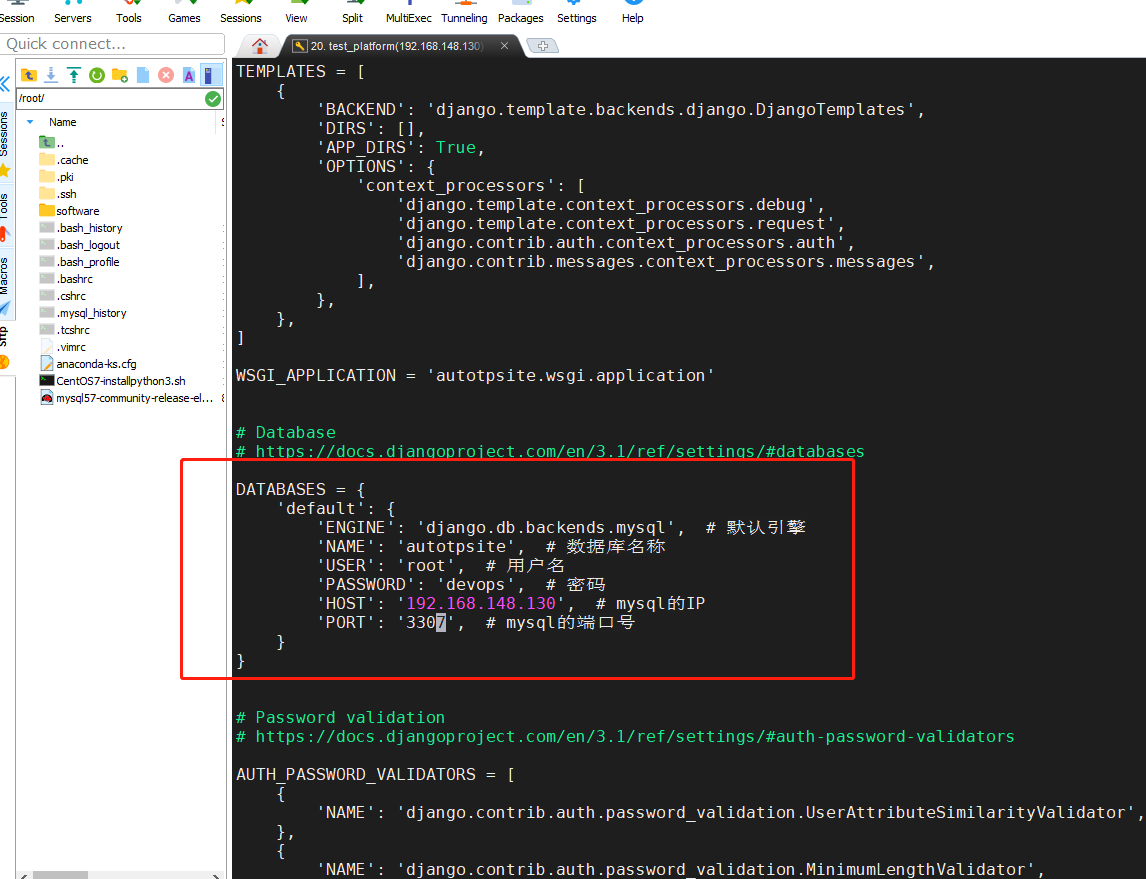 Session Servers Tools Games Sessions View Split MultiExec Tunneling Packages Settings Help
Quick connect...
20. test_platform(192.168.148.130)
/root/
Name
..
.cache
.pki
.ssh
software
.bash_history
.bash_logout
.bash_profile
.bashrc
.cshrc
.mysql_history
.tcshrc
.vimrc
anaconda-ks.cfg
CentOS7-installpython3.sh
mysql57-community-release-el...
Sessions
Tools
Macros
Sftp
TEMPLATES = [
    {
        'BACKEND': 'django.template.backends.django.DjangoTemplates',
        'DIRS': [],
        'APP_DIRS': True,
        'OPTIONS': {
            'context_processors': [
                'django.template.context_processors.debug',
                'django.template.context_processors.request',
                'django.contrib.auth.context_processors.auth',
                'django.contrib.messages.context_processors.messages',
            ],
        },
    },
]
WSGI_APPLICATION = 'autotpsite.wsgi.application'
# Database
# https://docs.djangoproject.com/en/3.1/ref/settings/#databases
DATABASES = {
    'default': {
        'ENGINE': 'django.db.backends.mysql',  # 默认引擎
        'NAME': 'autotpsite',  # 数据库名称
        'USER': 'root',  # 用户名
        'PASSWORD': 'devops',  # 密码
        'HOST': '192.168.148.130',  # mysql的IP
        'PORT': '3307',  # mysql的端口号
    }
}
# Password validation
# https://docs.djangoproject.com/en/3.1/ref/settings/#auth-password-validators
AUTH_PASSWORD_VALIDATORS = [
    {
        'NAME': 'django.contrib.auth.password_validation.UserAttributeSimilarityValidator',
    },
    {
        'NAME': 'django.contrib.auth.password_validation.MinimumLengthValidator',